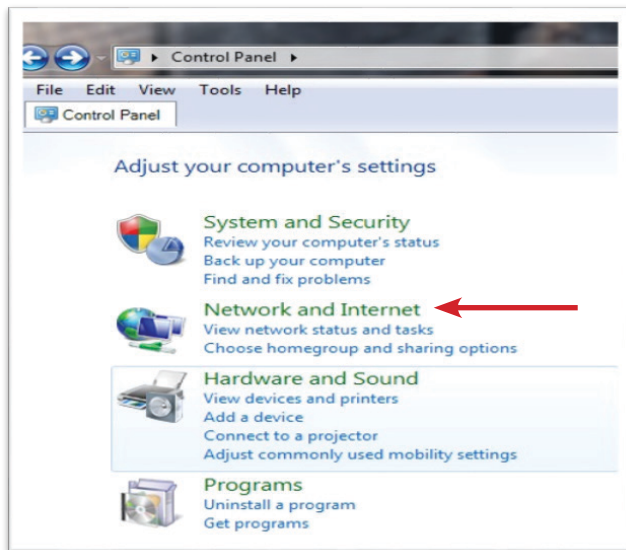 Control Panel
File Edit View Tools Help
Control Panel
Adjust your computer's settings
System and Security
Review your computer's status
Back up your computer
Find and fix problems
Network and Internet
View network status and tasks
Choose homegroup and sharing options
Hardware and Sound
View devices and printers
Add a device
Connect to a projector
Adjust commonly used mobility settings
Programs
Uninstall a program
Get programs